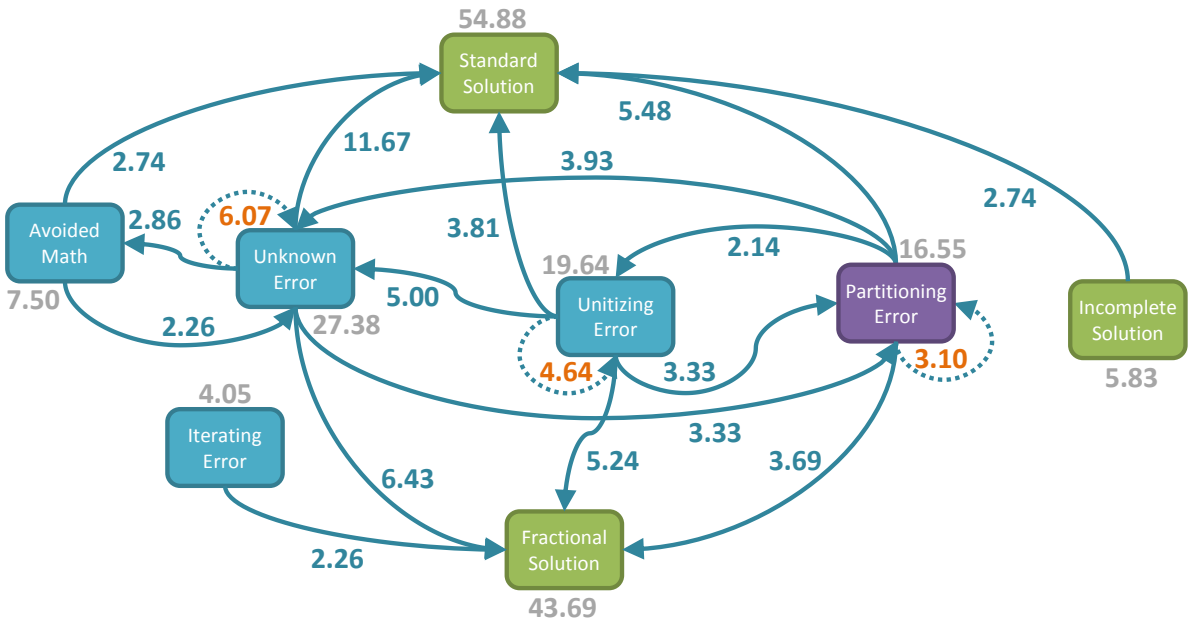 54.88
Standard
Solution
5.48
11.67
2.74
3.93
2.74
6.07
2.86
3.81
2.14
Avoided
Math
7.50
Unknown
Error
27.38
5.00
19.64
Unitizing
Error
16.55
Partitioning
Error
Incomplete
Solution
5.83
2.26
4.64
3.33
3.10
4.05
Iterating
Error
3.33
5.24
3.69
6.43
2.26
Fractional
Solution
43.69